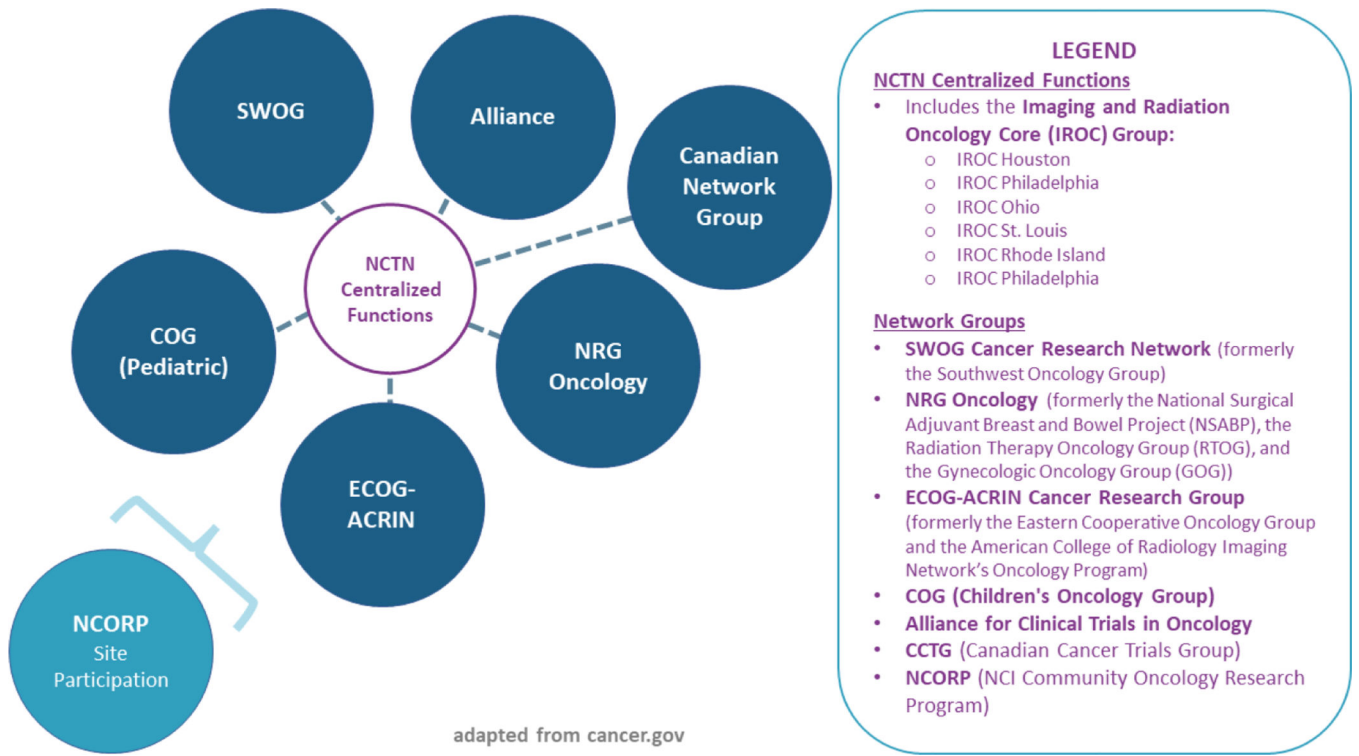 SWOG
Alliance
Canadian
Network
Group
NCTN
Centralized
Functions
COG
(Pediatric)
NRG
Oncology
ECOG-
ACRIN
NCORP
Site
Participation
adapted from cancer.gov
LEGEND
NCTN Centralized Functions
• Includes the Imaging and Radiation
Oncology Core (IROC) Group:
o IROC Houston
o IROC Philadelphia
o IROC Ohio
o IROC St. Louis
o IROC Rhode Island
o IROC Philadelphia
Network Groups
• SWOG Cancer Research Network (formerly
the Southwest Oncology Group)
• NRG Oncology (formerly the National Surgical
Adjuvant Breast and Bowel Project (NSABP), the
Radiation Therapy Oncology Group (RTOG), and
the Gynecologic Oncology Group (GOG))
• ECOG-ACRIN Cancer Research Group
(formerly the Eastern Cooperative Oncology Group
and the American College of Radiology Imaging
Network's Oncology Program)
• COG (Children's Oncology Group)
• Alliance for Clinical Trials in Oncology
• CCTG (Canadian Cancer Trials Group)
• NCORP (NCI Community Oncology Research
Program)